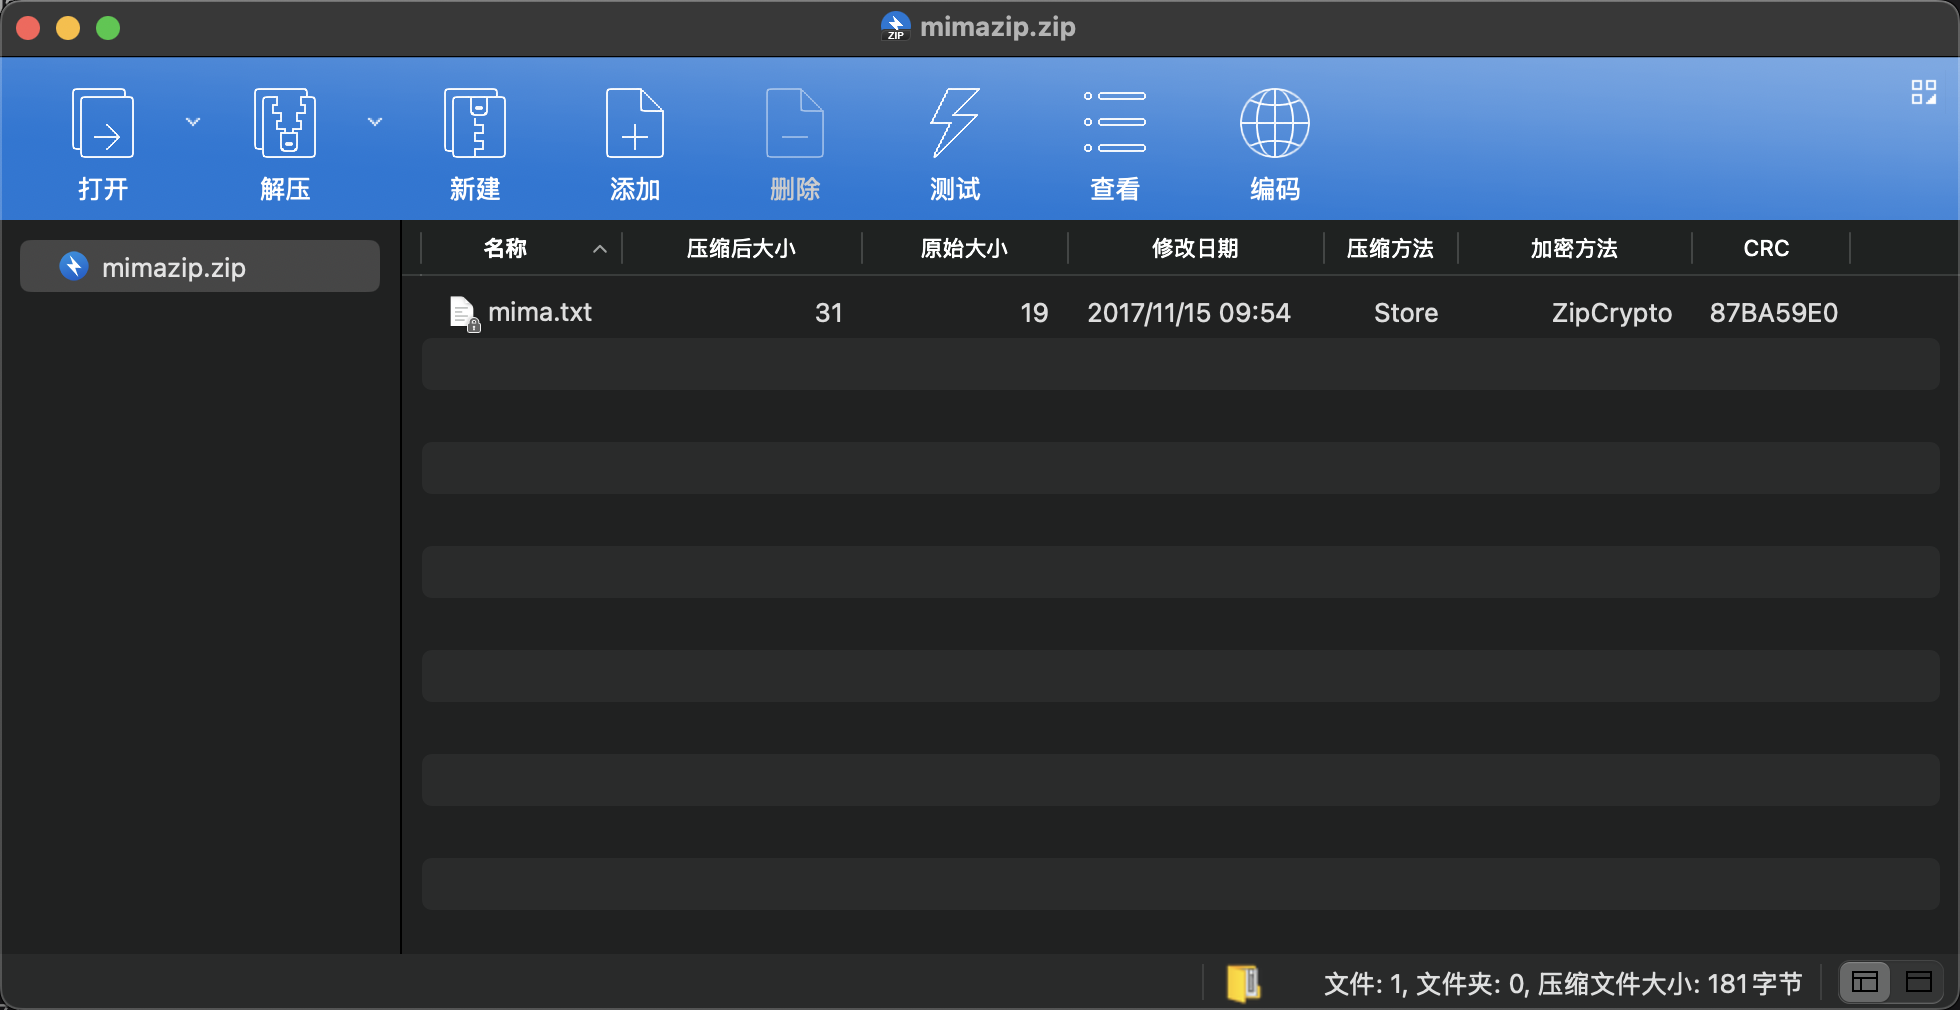 mimazip.zip
打开 解压 新建 添加 删除 测试 查看 编码
mimazip.zip
名称 压缩后大小 原始大小 修改日期 压缩方法 加密方法 CRC
mima.txt 31 19 2017/11/15 09:54 Store ZipCrypto 87BA59E0
文件: 1, 文件夹: 0, 压缩文件大小: 181字节